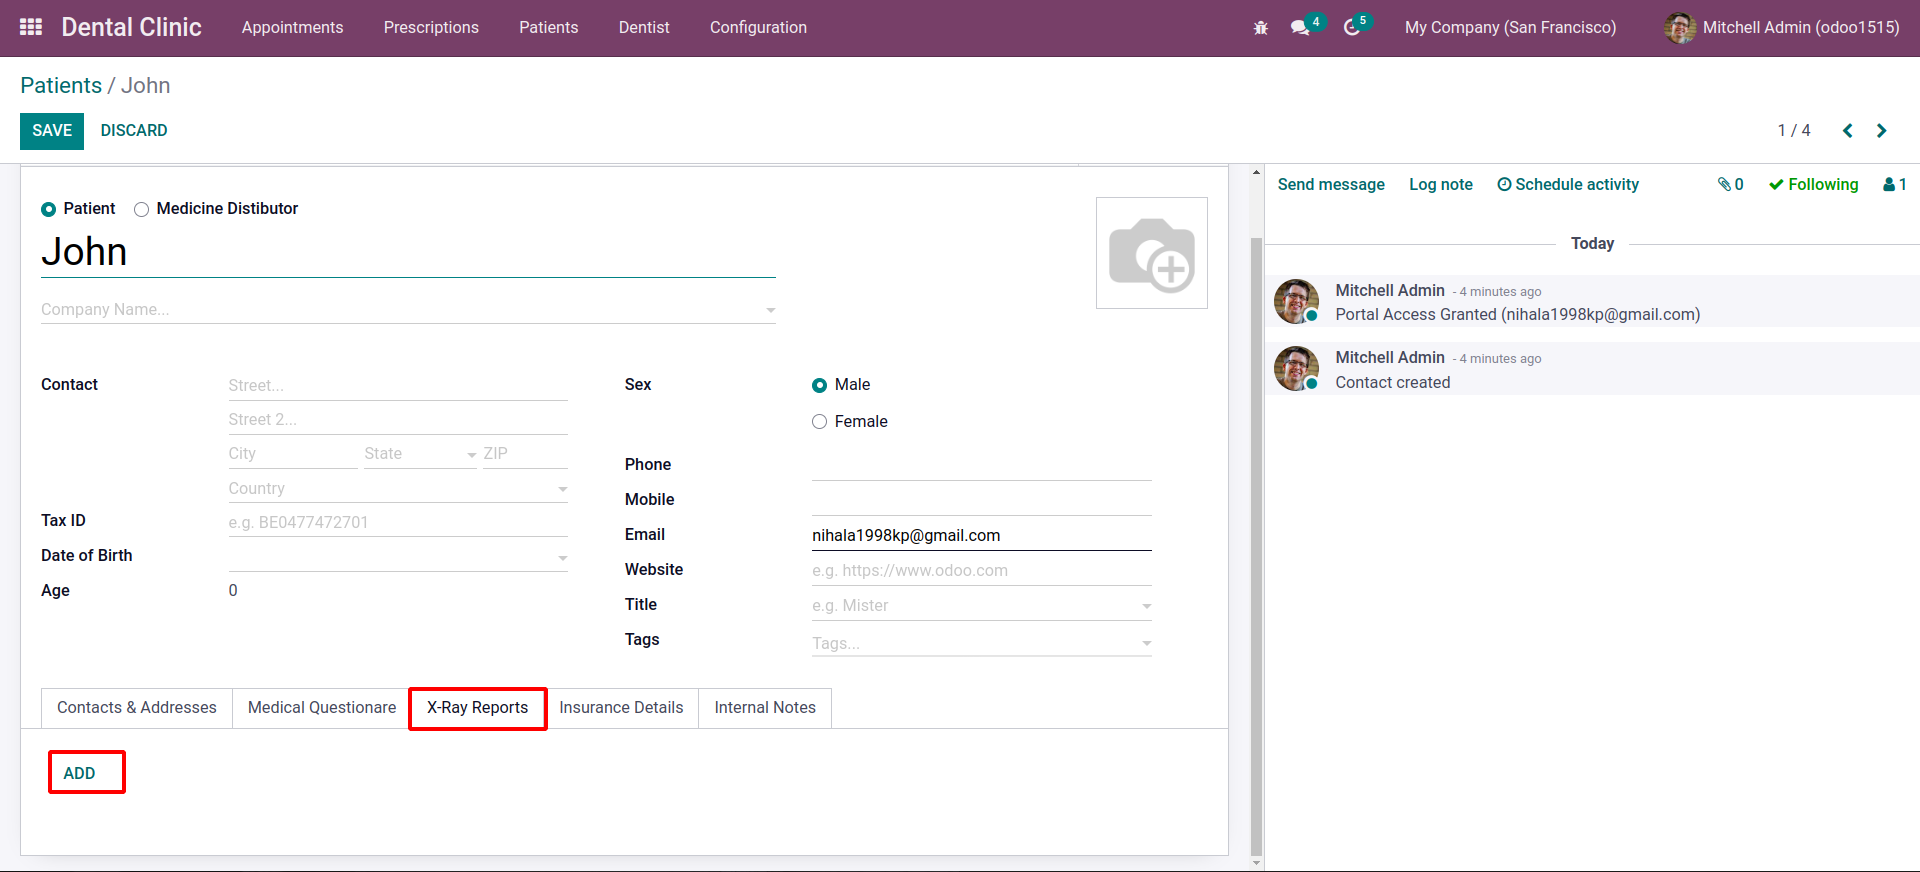 Dental Clinic Appointments Prescriptions Patients Dentist Configuration 4 5 My Company (San Francisco) Mitchell Admin (odoo1515)
Patients / John
SAVE DISCARD 1 / 4
Send message Log note Schedule activity 0 Following 1
Patient Medicine Distibutor
John
Company Name...
Today
Mitchell Admin - 4 minutes ago
Portal Access Granted (nihala1998kp@gmail.com)
Mitchell Admin - 4 minutes ago
Contact created
Contact Street...
Street 2...
City State ZIP
Country
Tax ID e.g. BE0477472701
Date of Birth
Age 0
Sex Male
Female
Phone
Mobile
Email nihala1998kp@gmail.com
Website e.g. https://www.odoo.com
Title e.g. Mister
Tags Tags...
Contacts & Addresses Medical Questionare X-Ray Reports Insurance Details Internal Notes
ADD